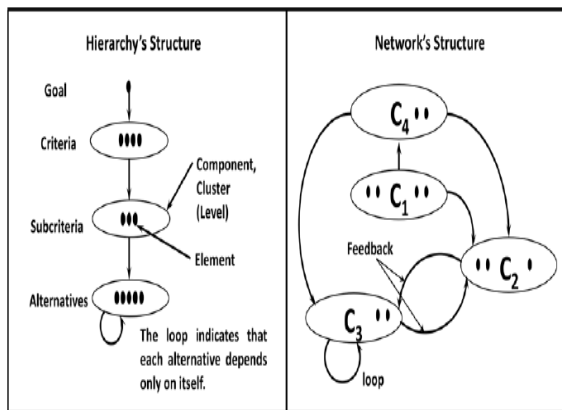 Hierarchy's Structure
Goal
Criteria
Component,
Cluster
(Level)
Subcriteria
Element
Alternatives
The loop indicates that
each alternative depends
only on itself.
Network's Structure
C4
C1
Feedback
C2
C3
loop